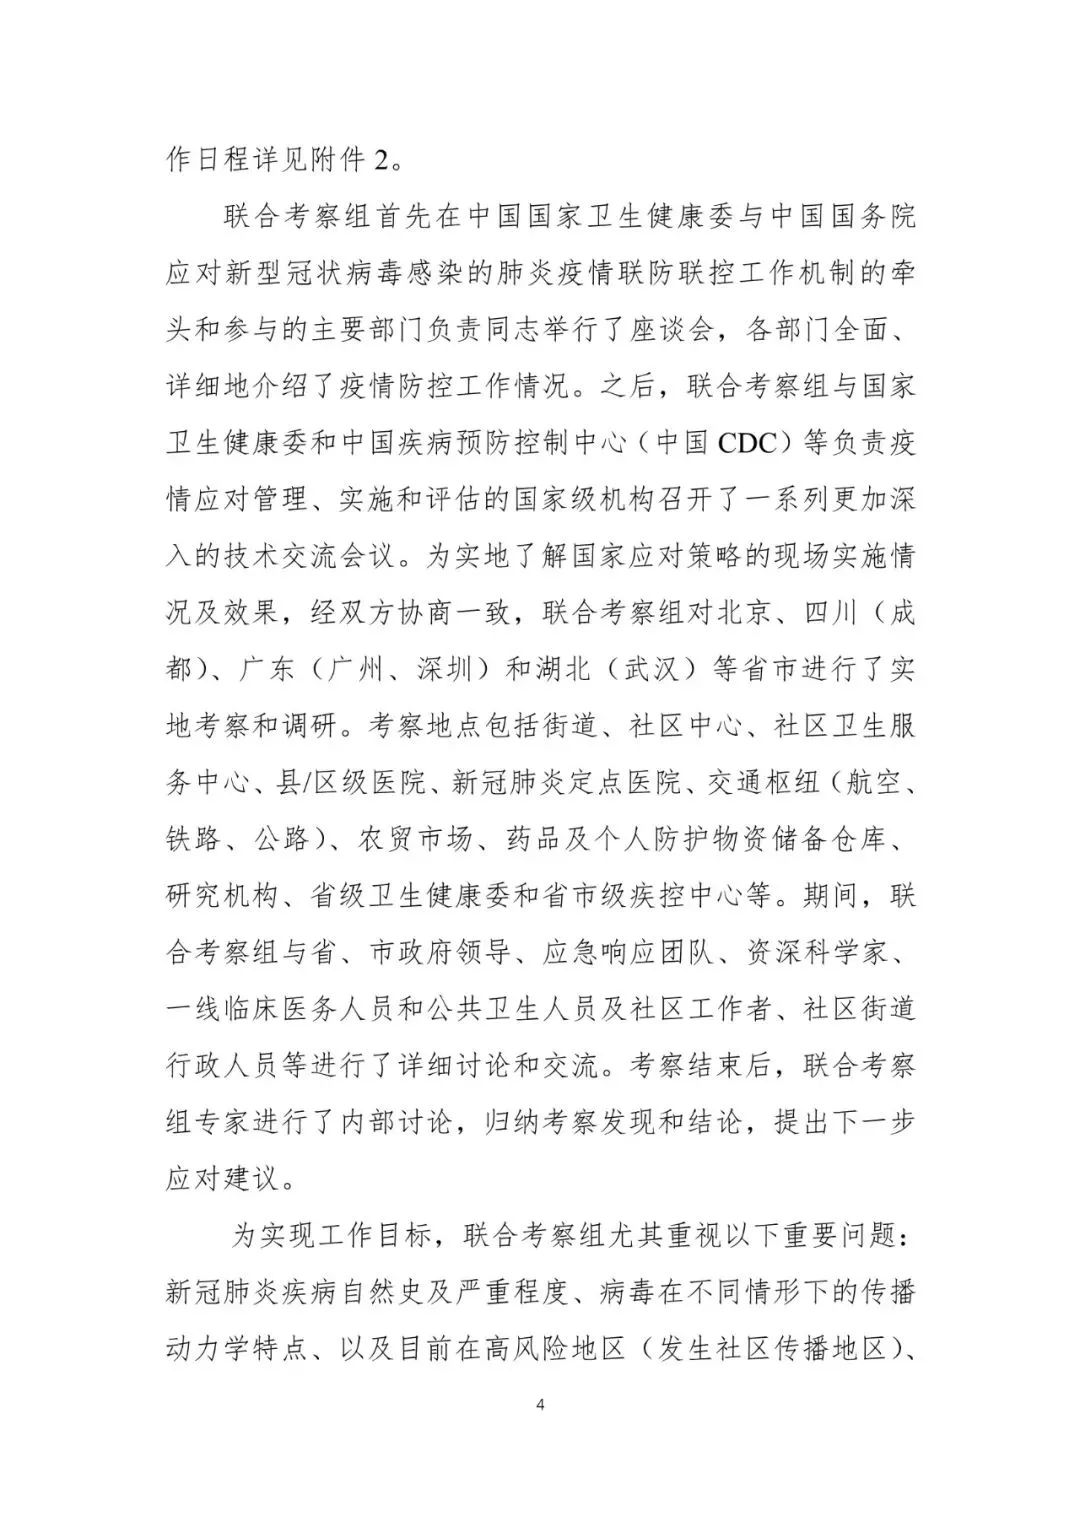 作日程详见附件 2。
联合考察组首先在中国国家卫生健康委与中国国务院
应对新型冠状病毒感染的肺炎疫情联防联控工作机制的牵
头和参与的主要部门负责同志举行了座谈会，各部门全面、
详细地介绍了疫情防控工作情况。之后，联合考察组与国家
卫生健康委和中国疾病预防控制中心（中国 CDC）等负责疫
情应对管理、实施和评估的国家级机构召开了一系列更加深
入的技术交流会议。为实地了解国家应对策略的现场实施情
况及效果，经双方协商一致，联合考察组对北京、四川（成
都）、广东（广州、深圳）和湖北（武汉）等省市进行了实
地考察和调研。考察地点包括街道、社区中心、社区卫生服
务中心、县/区级医院、新冠肺炎定点医院、交通枢纽（航空、
铁路、公路）、农贸市场、药品及个人防护物资储备仓库、
研究机构、省级卫生健康委和省市级疾控中心等。期间，联
合考察组与省、市政府领导、应急响应团队、资深科学家、
一线临床医务人员和公共卫生人员及社区工作者、社区街道
行政人员等进行了详细讨论和交流。考察结束后，联合考察
组专家进行了内部讨论，归纳考察发现和结论，提出下一步
应对建议。
为实现工作目标，联合考察组尤其重视以下重要问题：
新冠肺炎疾病自然史及严重程度、病毒在不同情形下的传播
动力学特点、以及目前在高风险地区（发生社区传播地区）、
4